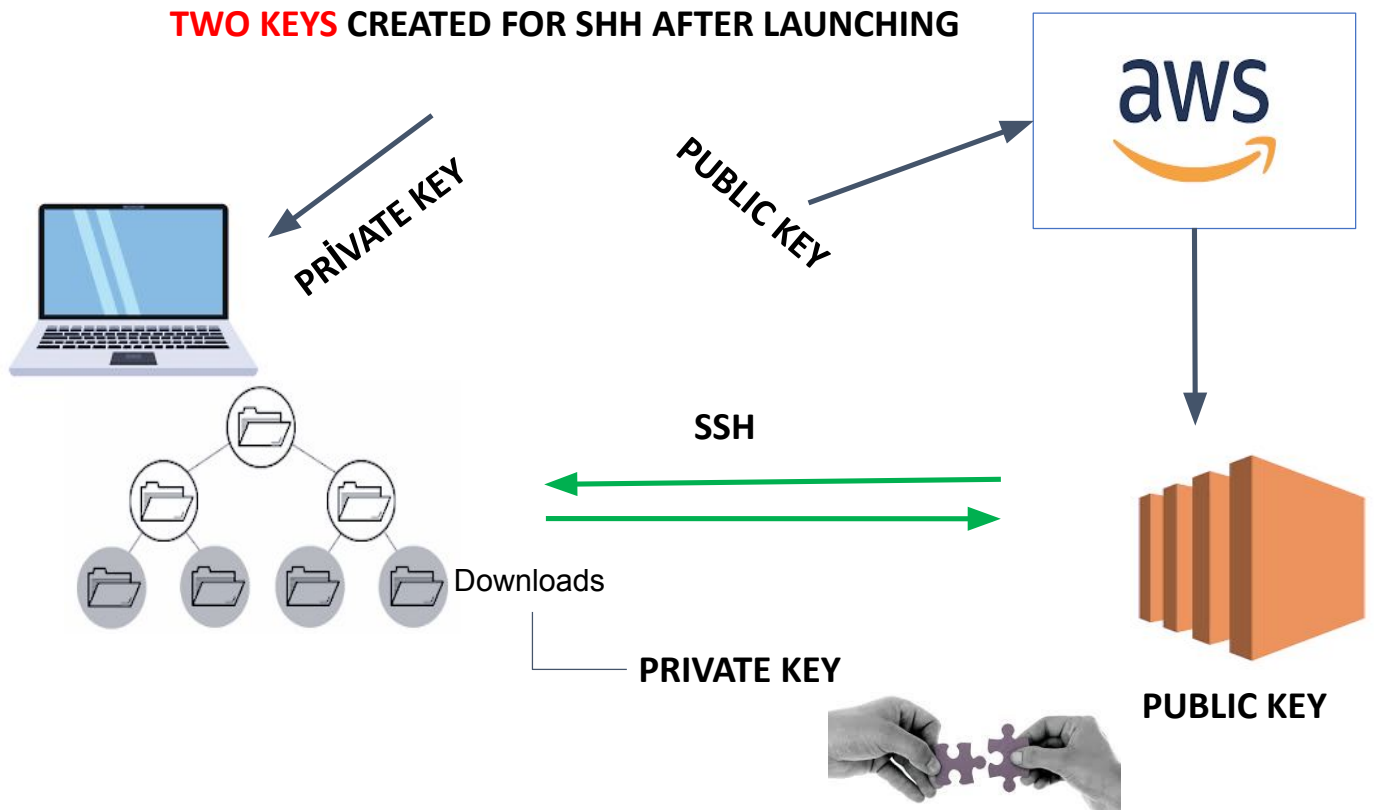 TWO KEYS CREATED FOR SHH AFTER LAUNCHING
aws
PRİVATE KEY
PUBLIC KEY
SSH
Downloads
PRIVATE KEY
PUBLIC KEY